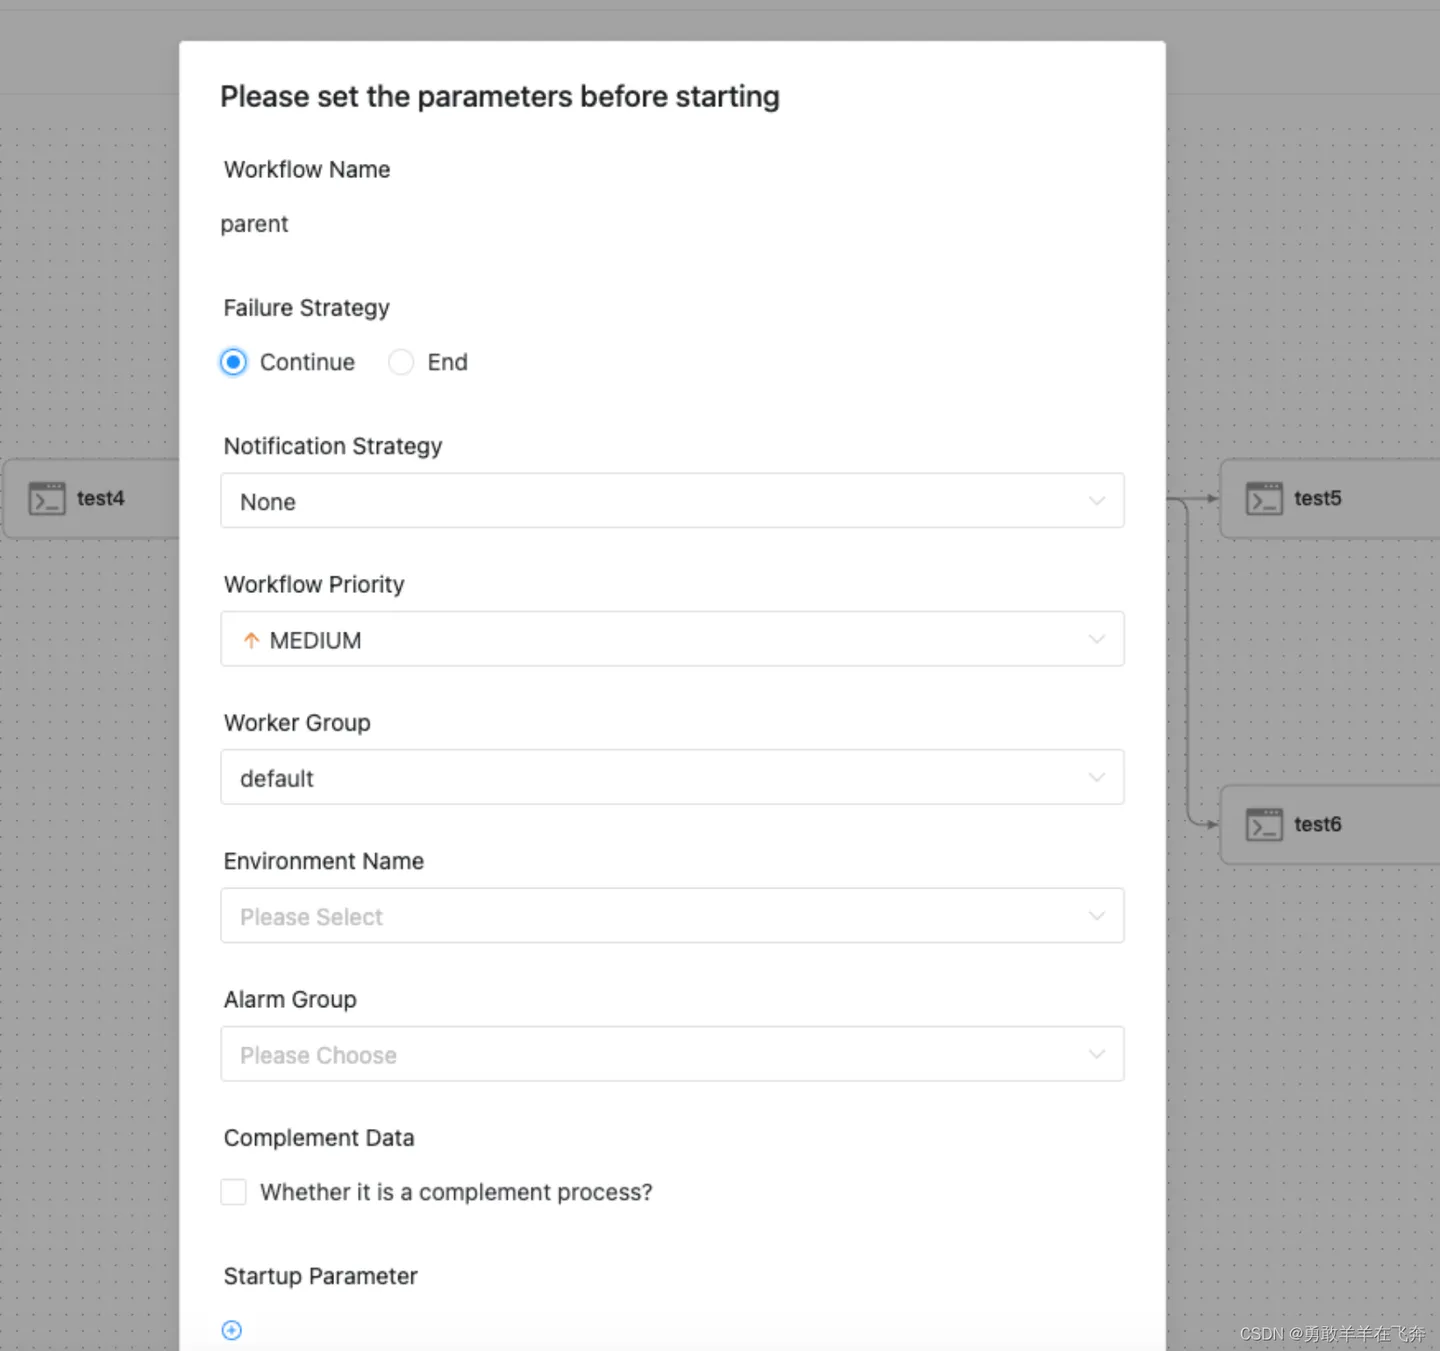 Please set the parameters before starting
Workflow Name
parent
Failure Strategy
Continue End
Notification Strategy
None
test4
test5
Workflow Priority
MEDIUM
Worker Group
default
test6
Environment Name
Please Select
Alarm Group
Please Choose
Complement Data
Whether it is a complement process?
Startup Parameter
CSDN @勇敢羊羊在飞奔